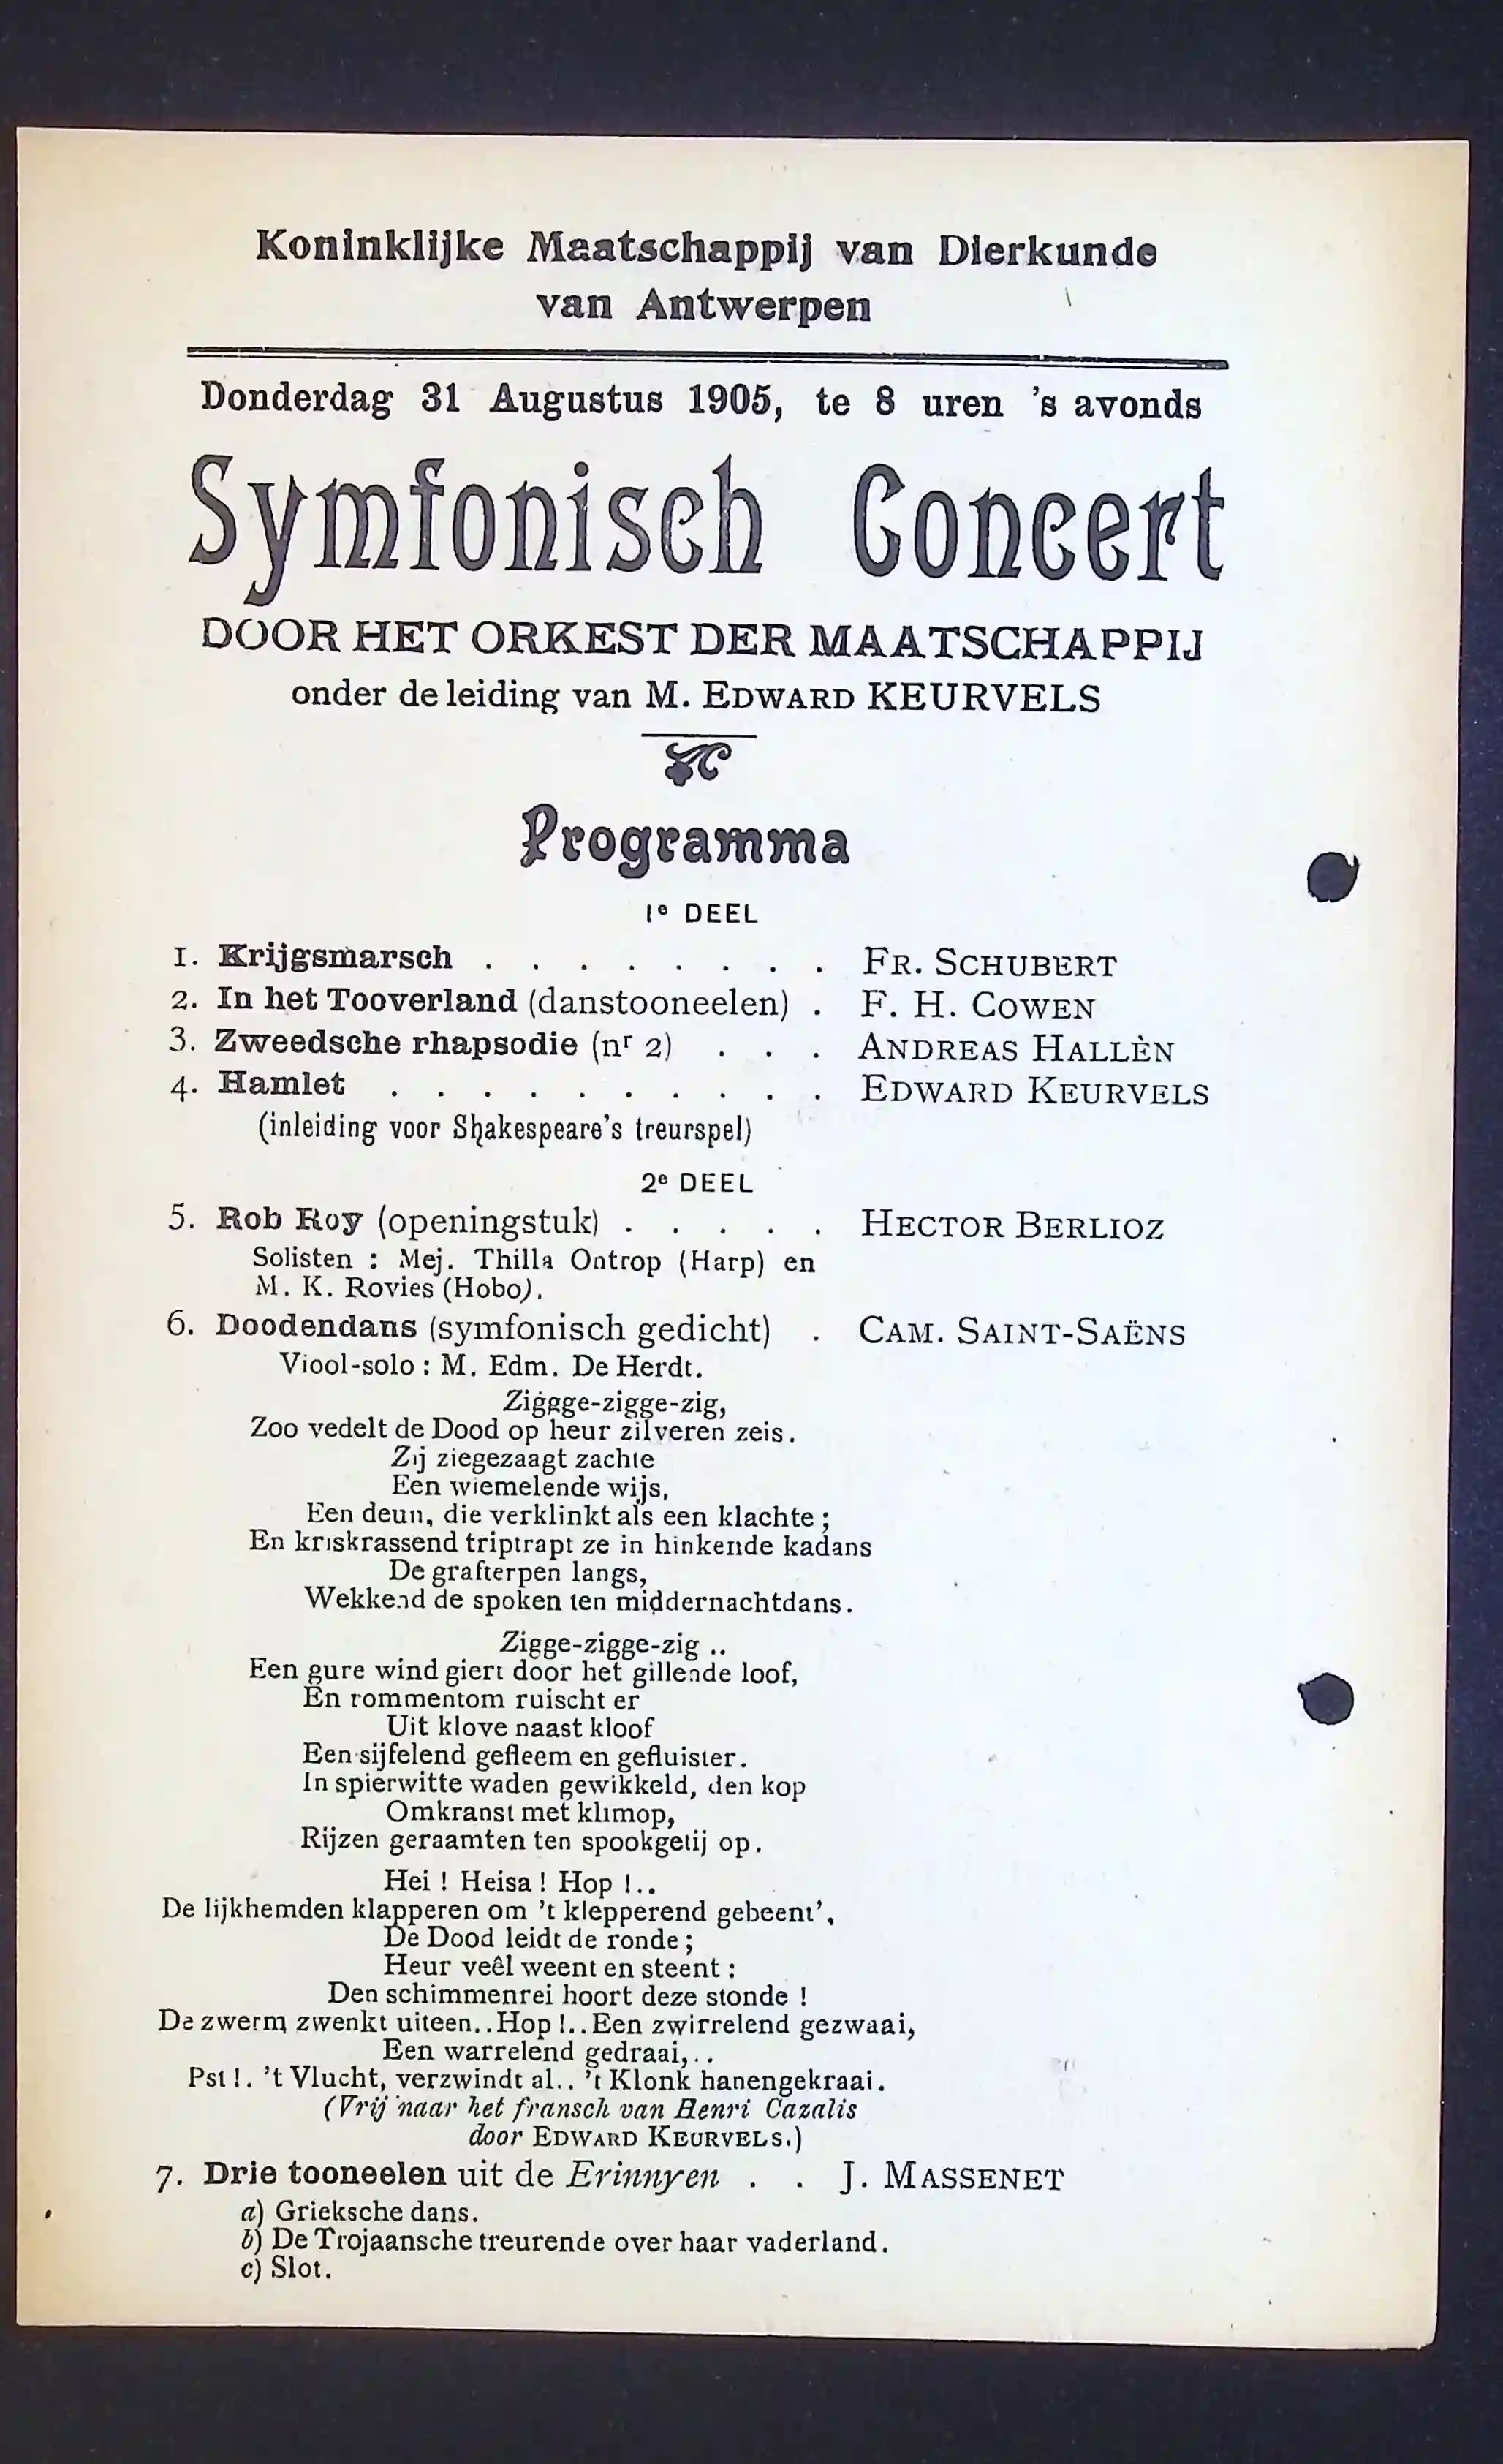 Koninklijke Maatschappij van Dierkunde
van Antwerpen
Donderdag 31 Augustus 1905, te 8 uren 's avonds
Symfonisch Concert
DOOR HET ORKEST DER MAATSCHAPPIJ
onder de leiding van M. EDWARD KEURVELS
Programma
1e DEEL
1. Krijgsmarsch . . . . . . . . FR. SCHUBERT
2. In het Tooverland (danstooneelen) . F. H. COWEN
3. Zweedsche rhapsodie (nr 2) . . . ANDREAS HALLÈN
4. Hamlet . . . . . . . . . . EDWARD KEURVELS
(inleiding voor Shakespeare's treurspel)
2e DEEL
5. Rob Roy (openingstuk) . . . . . HECTOR BERLIOZ
Solisten : Mej. Thilla Ontrop (Harp) en
M. K. Rovies (Hobo).
6. Doodendans (symfonisch gedicht) . CAM. SAINT-SAËNS
Viool-solo : M. Edm. De Herdt.
Ziggge-zigge-zig,
Zoo vedelt de Dood op heur zilveren zeis.
Zij ziegezaagt zachte
Een wiemelende wijs,
Een deun, die verklinkt als een klachte ;
En kriskrassend triptrapt ze in hinkende kadans
De grafterpen langs,
Wekkend de spoken ten middernachtdans.
Zigge-zigge-zig ..
Een gure wind giert door het gillende loof,
En rommentom ruischt er
Uit klove naast kloof
Een sijfelend gefleem en gefluister.
In spierwitte waden gewikkeld, den kop
Omkranst met klimop,
Rijzen geraamten ten spookgetij op.
Hei ! Heisa ! Hop !..
De lijkhemden klapperen om 't klepperend gebeent',
De Dood leidt de ronde ;
Heur veêl weent en steent :
Den schimmenrei hoort deze stonde !
De zwerm zwenkt uiteen..Hop !..Een zwirrelend gezwaai,
Een warrelend gedraai,..
Pst !. 't Vlucht, verzwindt al.. 't Klonk hanengekraai.
(Vrij naar het fransch van Henri Cazalis
door EDWARD KEURVELS.)
7. Drie tooneelen uit de Erinnyen . . J. MASSENET
a) Grieksche dans.
b) De Trojaansche treurende over haar vaderland.
c) Slot.